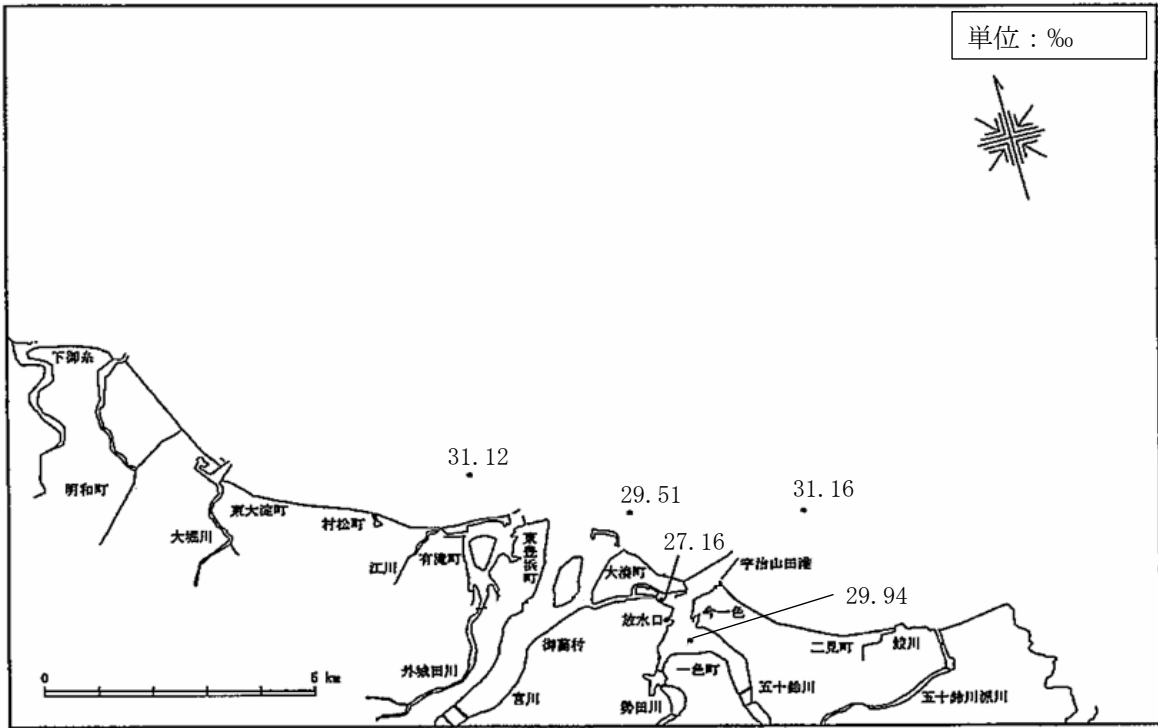 単位:‰
下御糸
31.12
明和町
29.51
31.16
東大淀町
大堀川
村松町
27.16
東豊浜町
宇治山田港
江川
有滝町
大湊町
29.94
今一色
放水口
御薗村
二見町
外城田川
一色町
五十鈴川
五十鈴川派川
0
5 km
宮川
勢田川